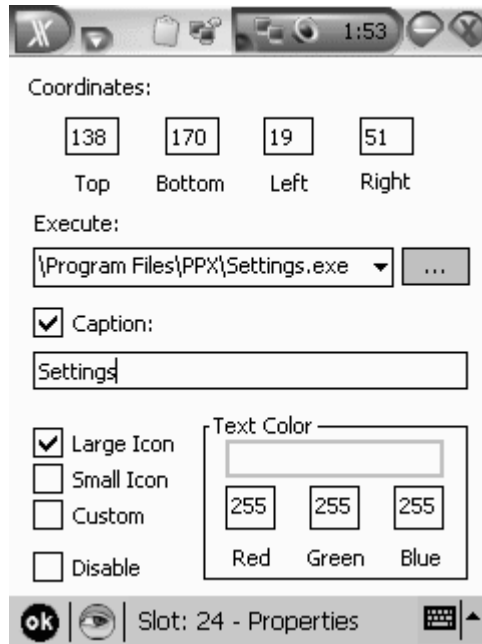 1:53
Coordinates:
138 170 19 51
Top Bottom Left Right
Execute:
\Program Files\PPX\Settings.exe ...
Caption:
Settings
Text Color
Large Icon
Small Icon
Custom
255 255 255
Red Green Blue
Disable
ok Slot: 24 - Properties